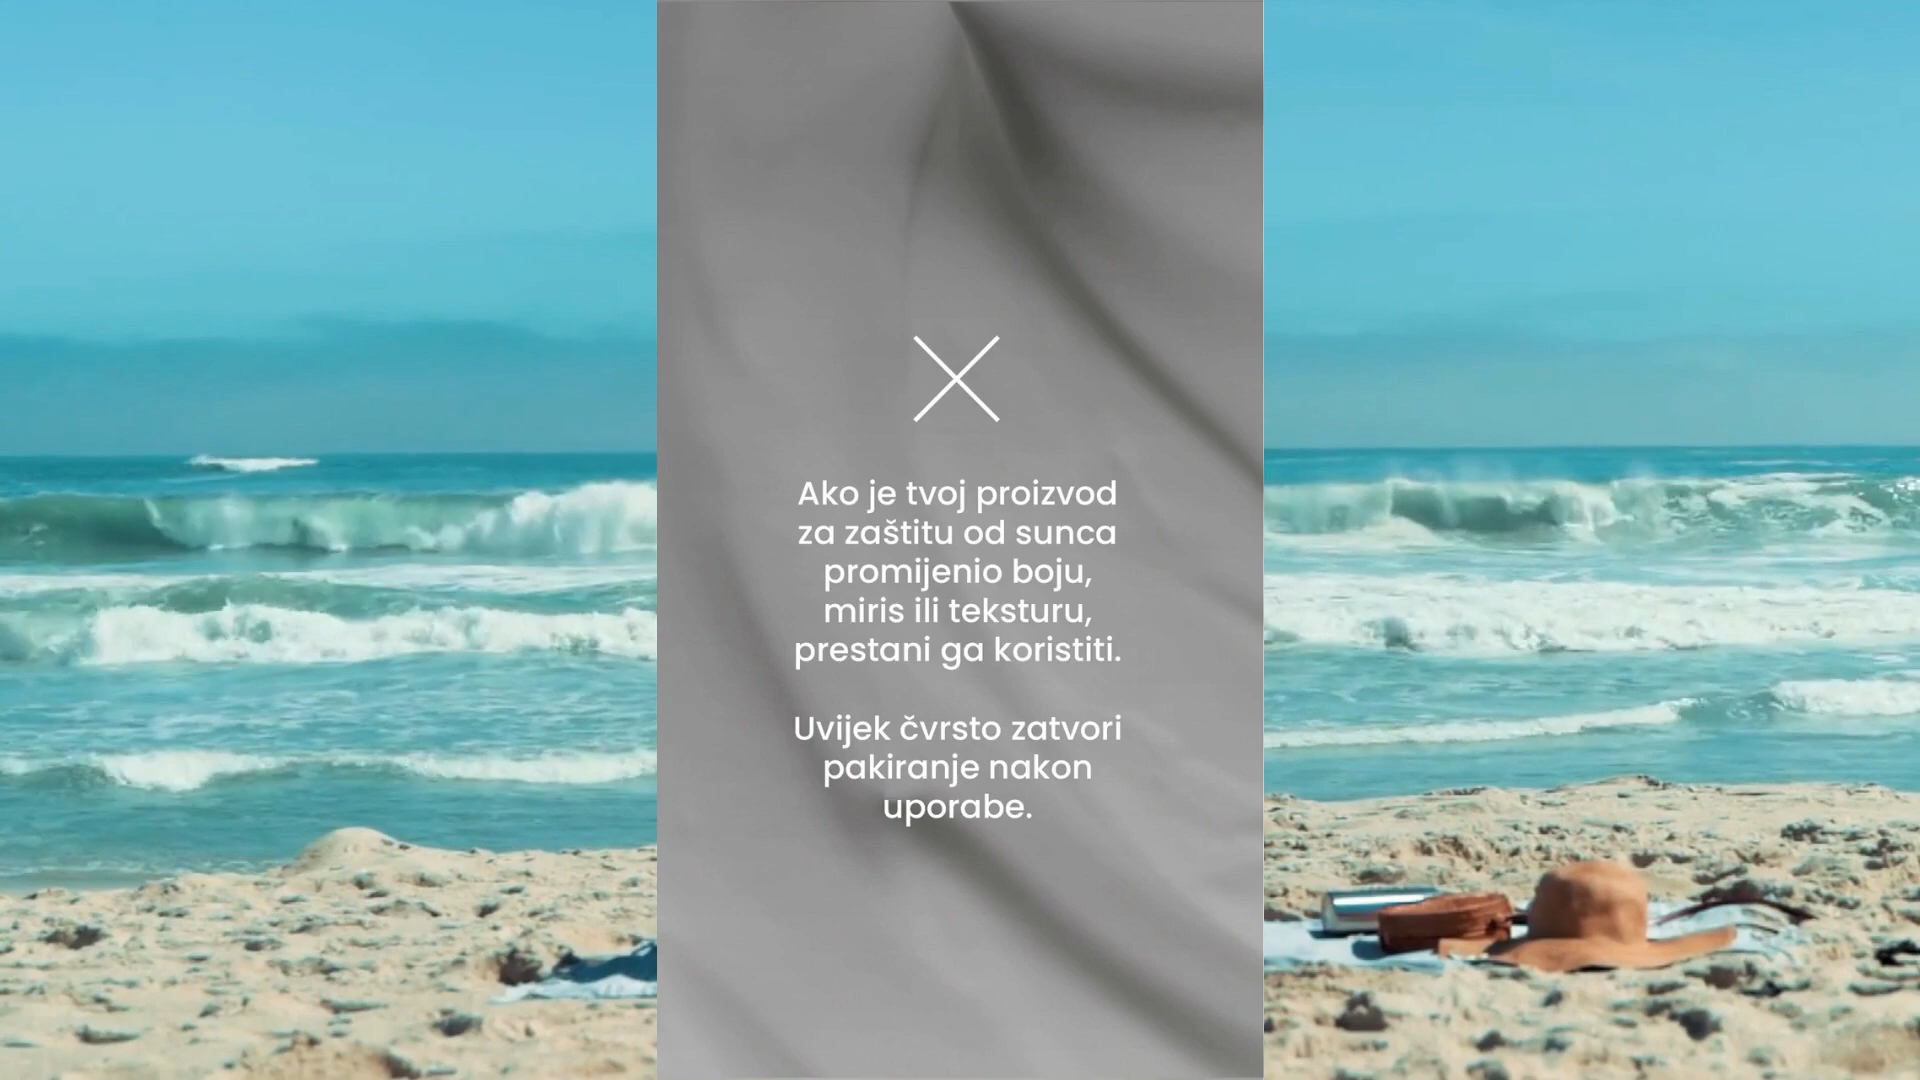 Ako je tvoj proizvod
za zaštitu od sunca
promijenio boju,
miris ili teksturu,
prestani ga koristiti.
Uvijek čvrsto zatvori
pakiranje nakon
uporabe.